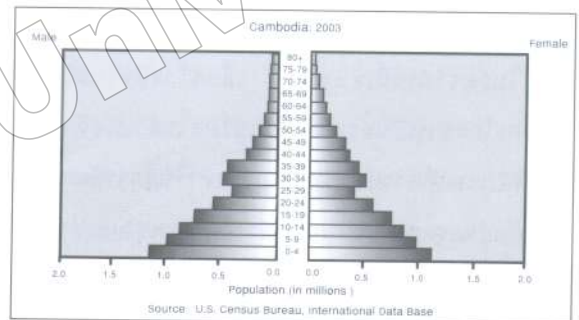 Cambodia: 2003
Male
Female
80+
75-79
70-74
65-69
60-64
55-59
50-54
45-49
40-44
35-39
30-34
25-29
20-24
15-19
10-14
5-9
0-4
2.0 1.5 1.0 0.5 0.0 0.0 0.5 1.0 1.5 2.0
Population (in millions)
Source: U.S. Census Bureau, International Data Base